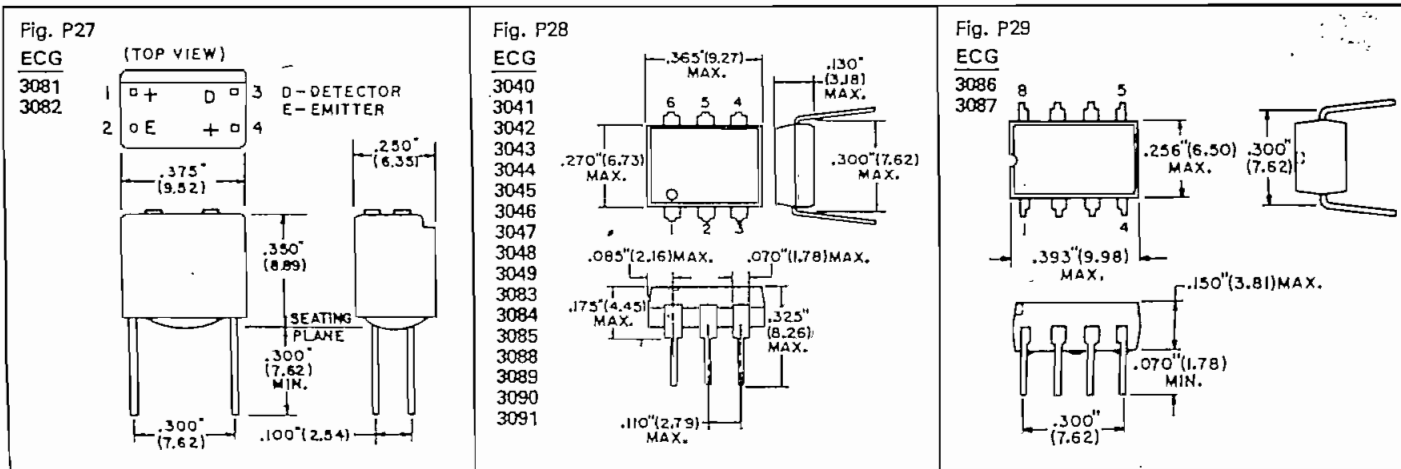 Fig. P27
ECG
3081
3082
(TOP VIEW)
1 + D 3
2 E + 4
D - DETECTOR
E - EMITTER
.375"
(9.52)
.250"
(6.35)
.350"
(8.89)
SEATING
PLANE
.300"
(7.62)
MIN.
.300"
(7.62)
.100"(2.54)
Fig. P28
ECG
3040
3041
3042
3043
3044
3045
3046
3047
3048
3049
3083
3084
3085
3088
3089
3090
3091
.365"(9.27)
MAX.
.130"
(3.18)
MAX.
6 5 4
.270"(6.73)
MAX.
.300"(7.62)
MAX.
1 2 3
.085"(2.16)MAX.
.070"(1.78)MAX.
.175"(4.45)
MAX.
.325"
(8.26)
MAX.
.110"(2.79)
MAX.
Fig. P29
ECG
3086
3087
8 5
.256"(6.50)
MAX.
.300"
(7.62)
1 4
.393"(9.98)
MAX.
.150"(3.81)MAX.
.070"(1.78)
MIN.
.300"
(7.62)